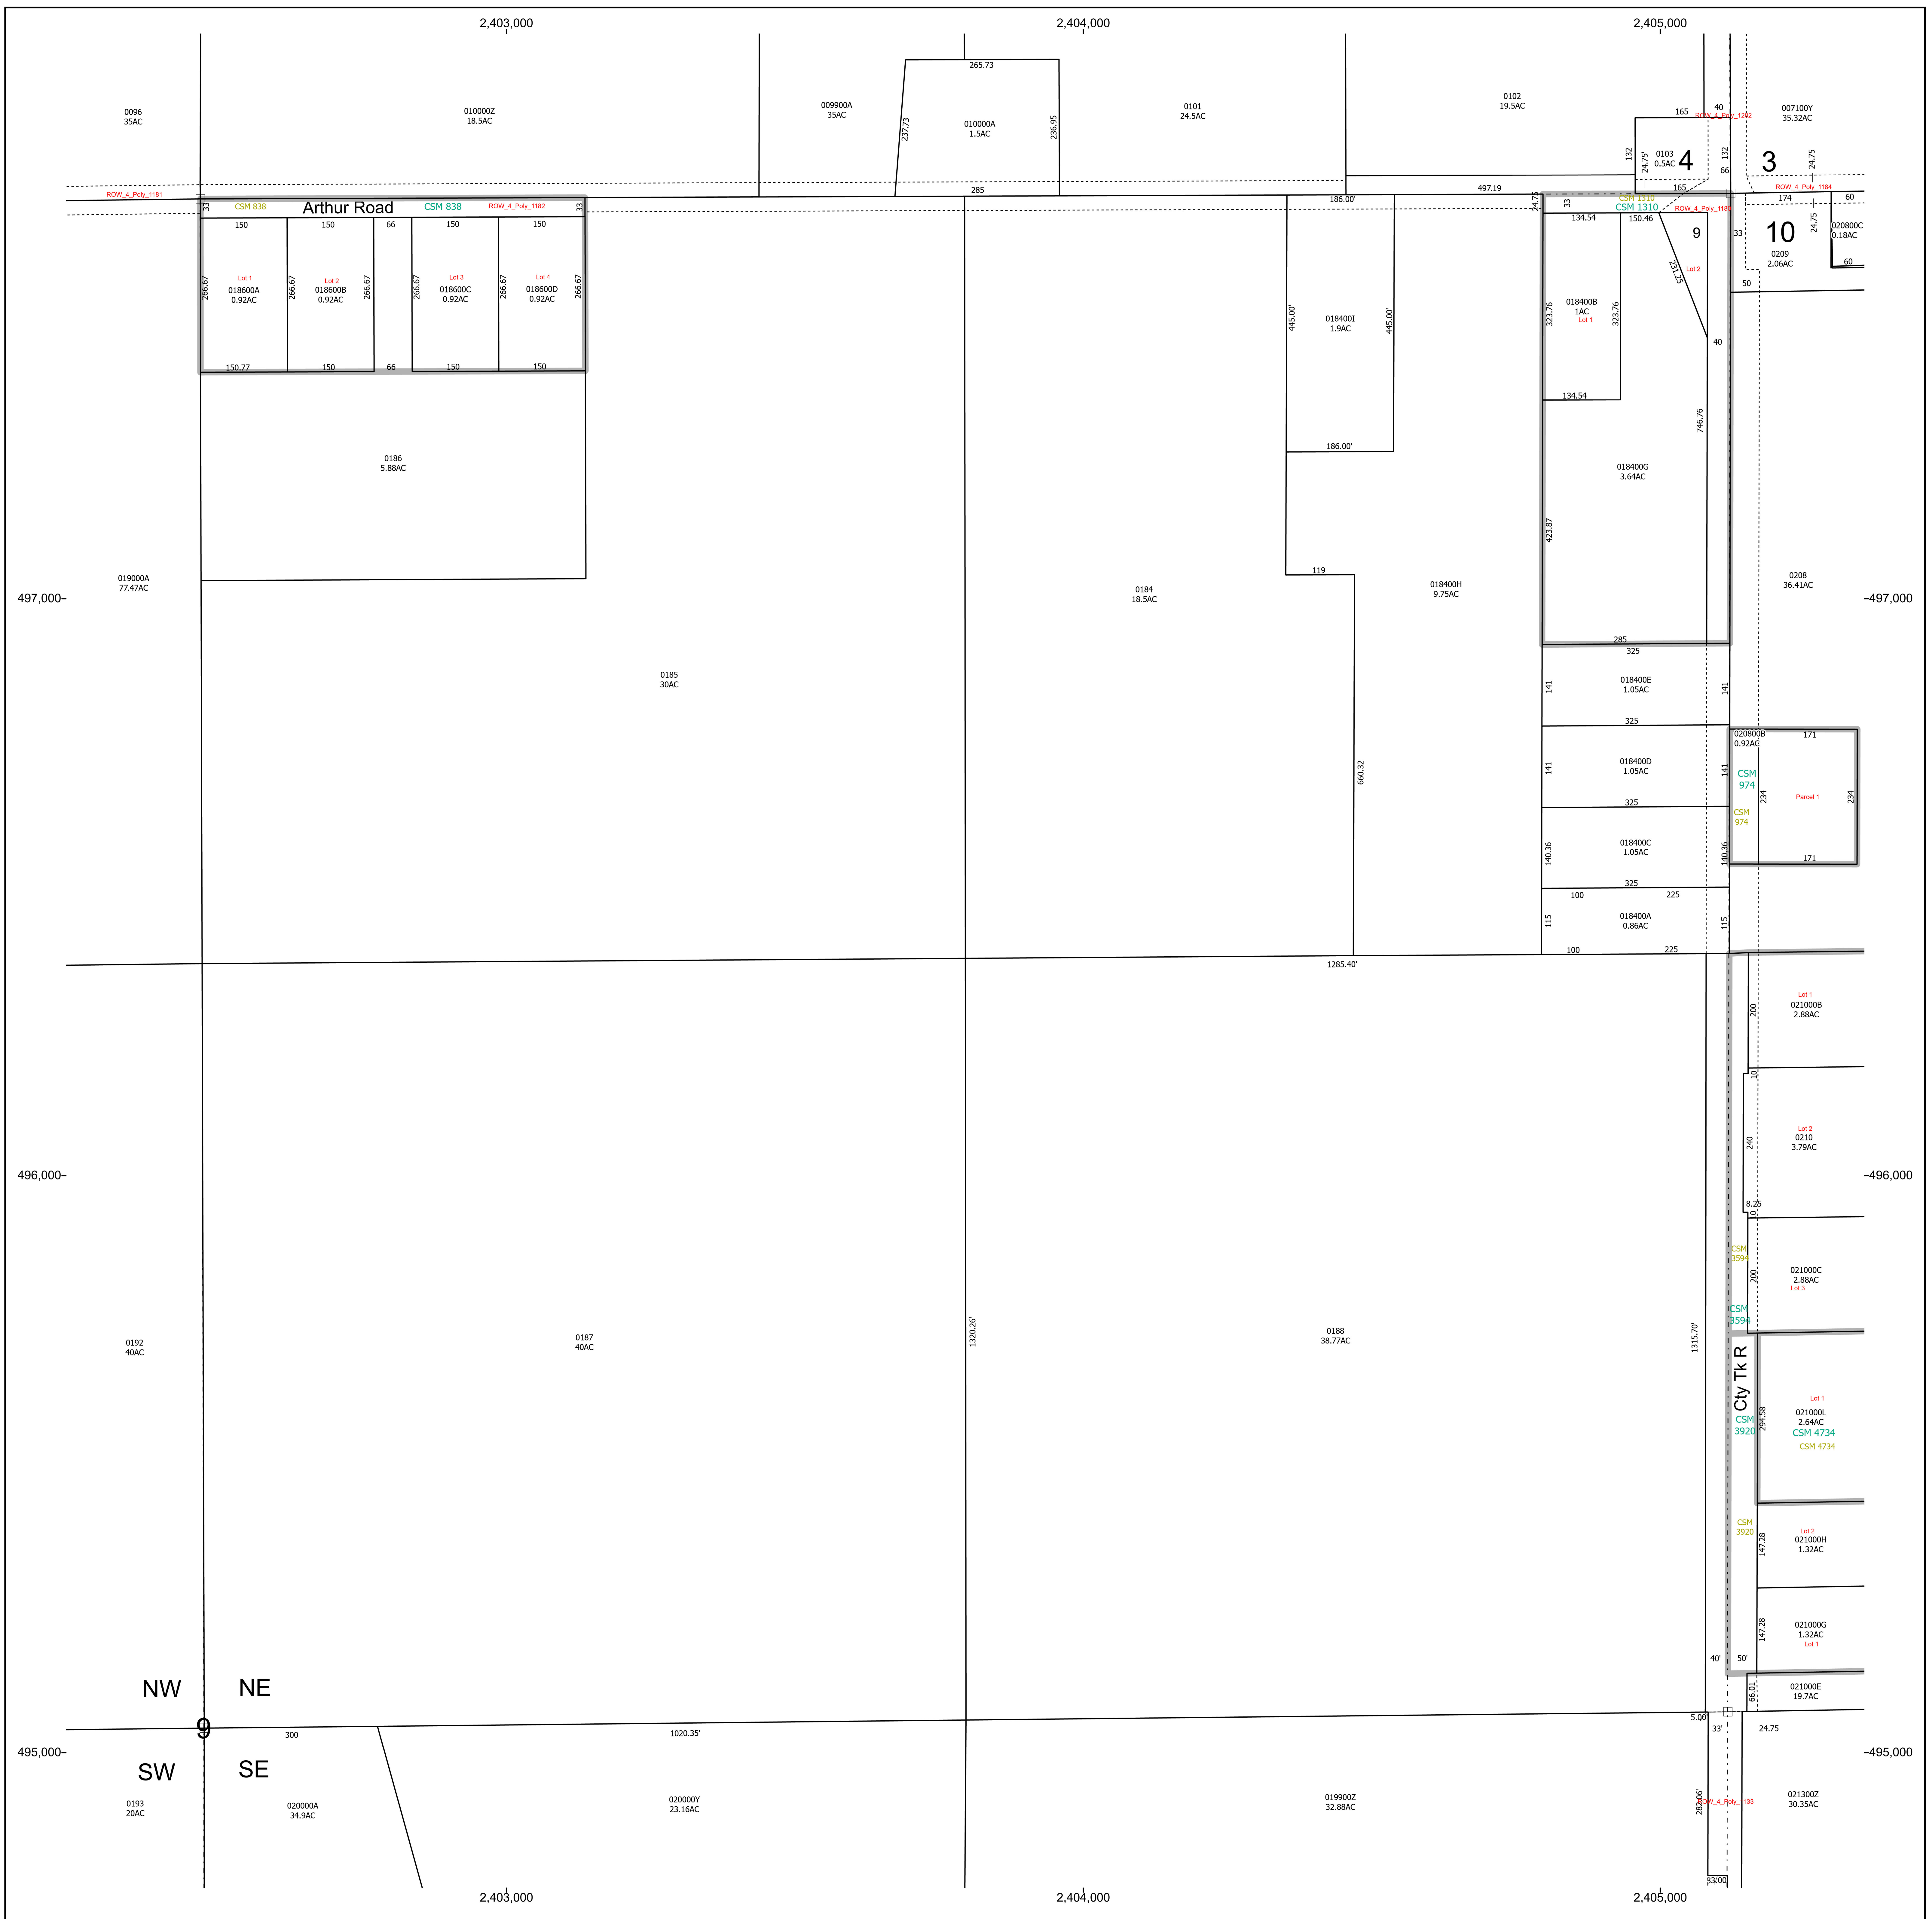 2,403,000
2,404,000
2,405,000
0096
35AC
010000Z
18.5AC
009900A
35AC
265.73
237.73
010000A
1.5AC
236.95
285
0101
24.5AC
0102
19.5AC
165
40
ROW_4_Poly_1202
007100Y
35.32AC
132
24.75'
0103
0.5AC
4
132
66
3
24.75
ROW_4_Poly_1181
497.19
165
ROW_4_Poly_1184
174
60
33
CSM 838
Arthur Road
CSM 838
ROW_4_Poly_1182
33
186.00'
24.75
33
CSM 1310
CSM 1310
134.54
150.46
9
33
10
24.75
020800C
0.18AC
0209
2.06AC
60
50
150
150
66
150
150
266.67
Lot 1
018600A
0.92AC
266.67
Lot 2
018600B
0.92AC
266.67
266.67
Lot 3
018600C
0.92AC
266.67
Lot 4
018600D
0.92AC
266.67
150.77
150
66
150
150
231.25
Lot 2
445.00'
018400I
1.9AC
445.00'
323.76
018400B
1AC
Lot 1
323.76
40
134.54
746.76
186.00'
0186
5.88AC
018400G
3.64AC
423.87
019000A
77.47AC
497,000
119
0184
18.5AC
018400H
9.75AC
0208
36.41AC
497,000
285
325
0185
30AC
141
018400E
1.05AC
141
325
020800B
0.92AC
171
660.32
141
018400D
1.05AC
141
CSM
974
234
Parcel 1
234
325
CSM
974
140.36
018400C
1.05AC
140.36
171
325
100
225
115
018400A
0.86AC
115
100
225
1285.40'
Lot 1
021000B
2.88AC
200
10
Lot 2
0210
3.79AC
240
496,000
496,000
8.25
10
CSM
3594
200
021000C
2.88AC
Lot 3
CSM
3594
0192
40AC
0187
40AC
1320.26'
0188
38.77AC
1315.70'
Cty Tk R
Lot 1
021000L
2.64AC
CSM 4734
CSM 4734
294.58
CSM
3920
CSM
3920
147.28
Lot 2
021000H
1.32AC
147.28
021000G
1.32AC
Lot 1
40'
50'
NW
NE
66.01
021000E
19.7AC
9
300
1020.35'
5.00'
33'
24.75
495,000
495,000
SW
SE
0193
20AC
020000A
34.9AC
020000Y
23.16AC
019900Z
32.88AC
282.06'
ROW_4_Poly_1133
021300Z
30.35AC
2,403,000
2,404,000
2,405,000